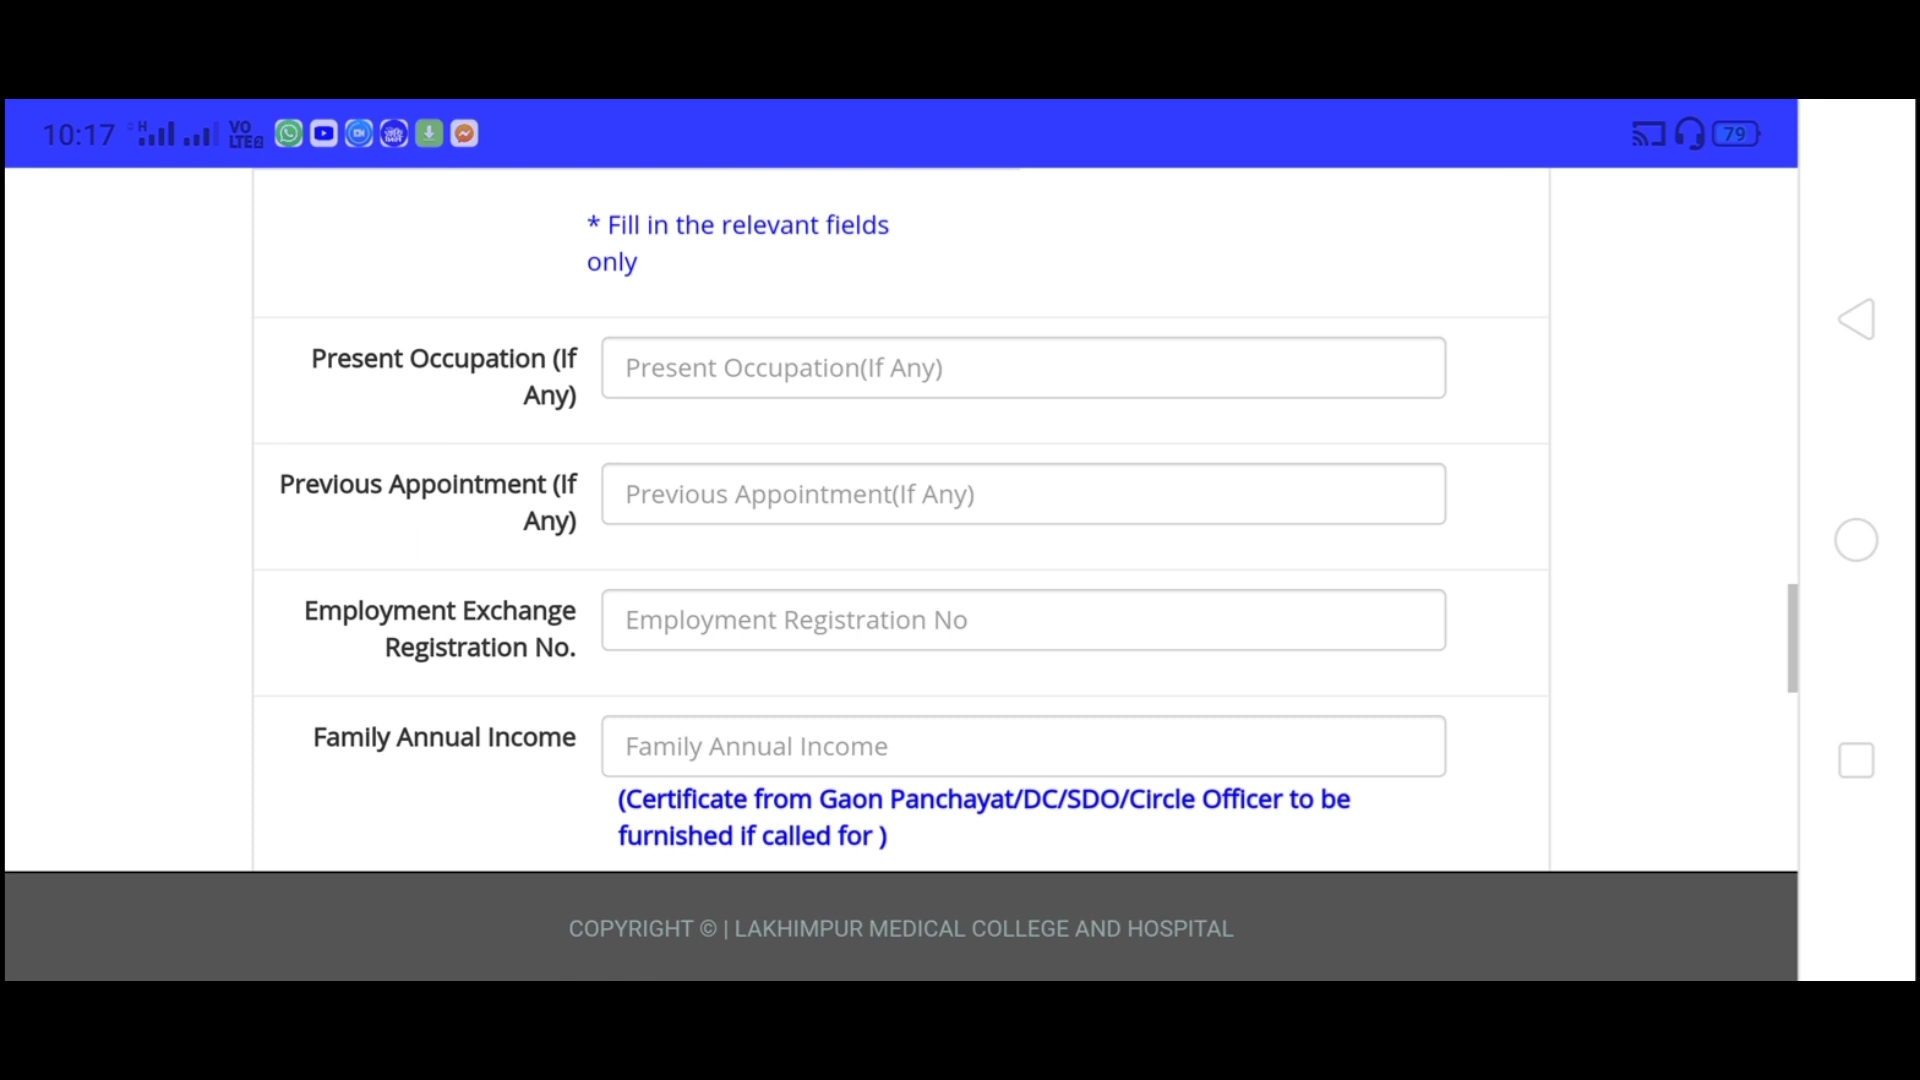 10:17 H VO LTE2 79
* Fill in the relevant fields
only
Present Occupation (If
Any)
Present Occupation(If Any)
Previous Appointment (If
Any)
Previous Appointment(If Any)
Employment Exchange
Registration No.
Employment Registration No
Family Annual Income
Family Annual Income
(Certificate from Gaon Panchayat/DC/SDO/Circle Officer to be
furnished if called for )
COPYRIGHT © | LAKHIMPUR MEDICAL COLLEGE AND HOSPITAL